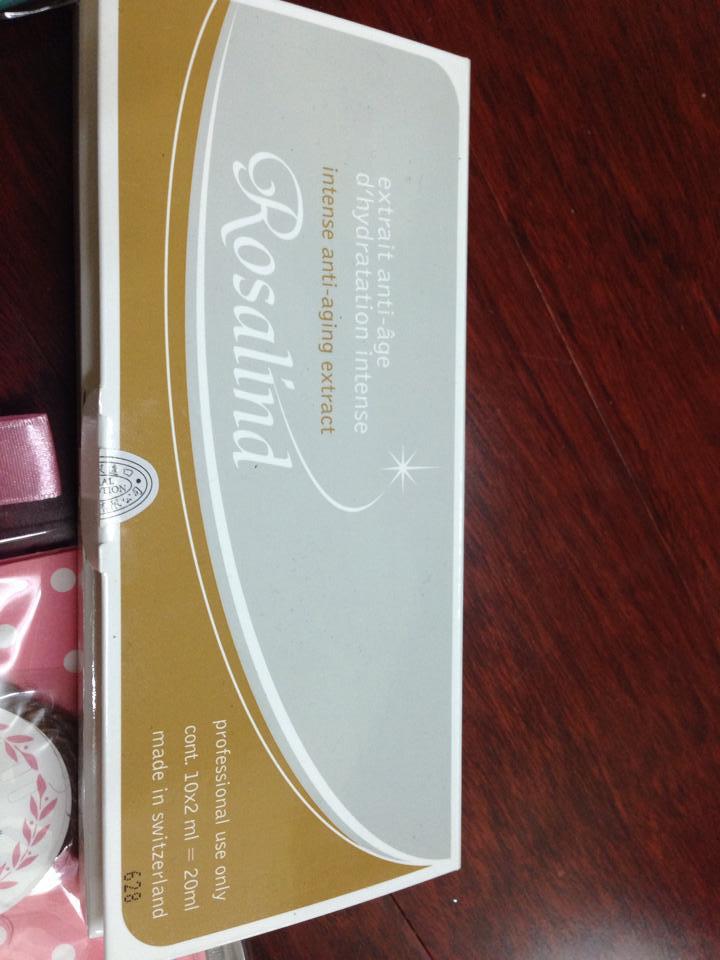 extrait anti-âge
d'hydratation intense
intense anti-aging extract
Rosalind
professional use only
cont. 10x2 ml = 20ml
made in switzerland
628